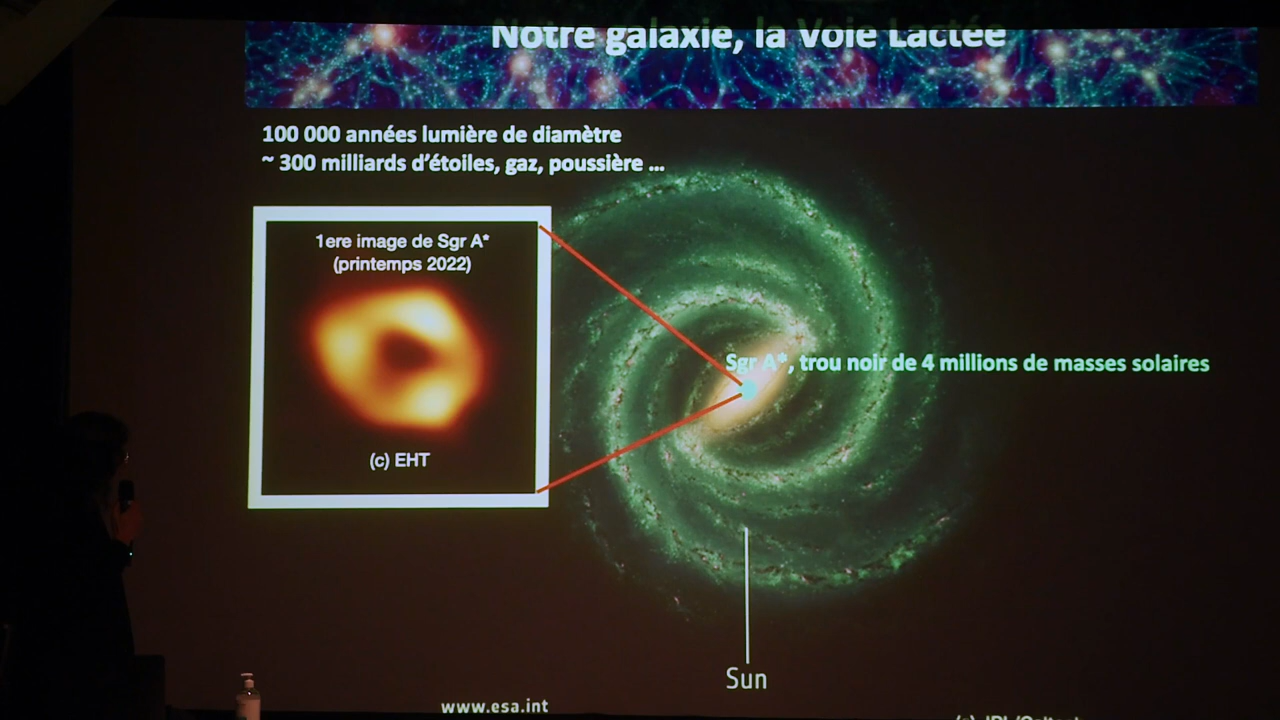 Notre galaxie, la Voie Lactée
100 000 années lumière de diamètre
~ 300 milliards d'étoiles, gaz, poussière ...
1ere image de Sgr A*
(printemps 2022)
(c) EHT
Sgr A*, trou noir de 4 millions de masses solaires
Sun
www.esa.int